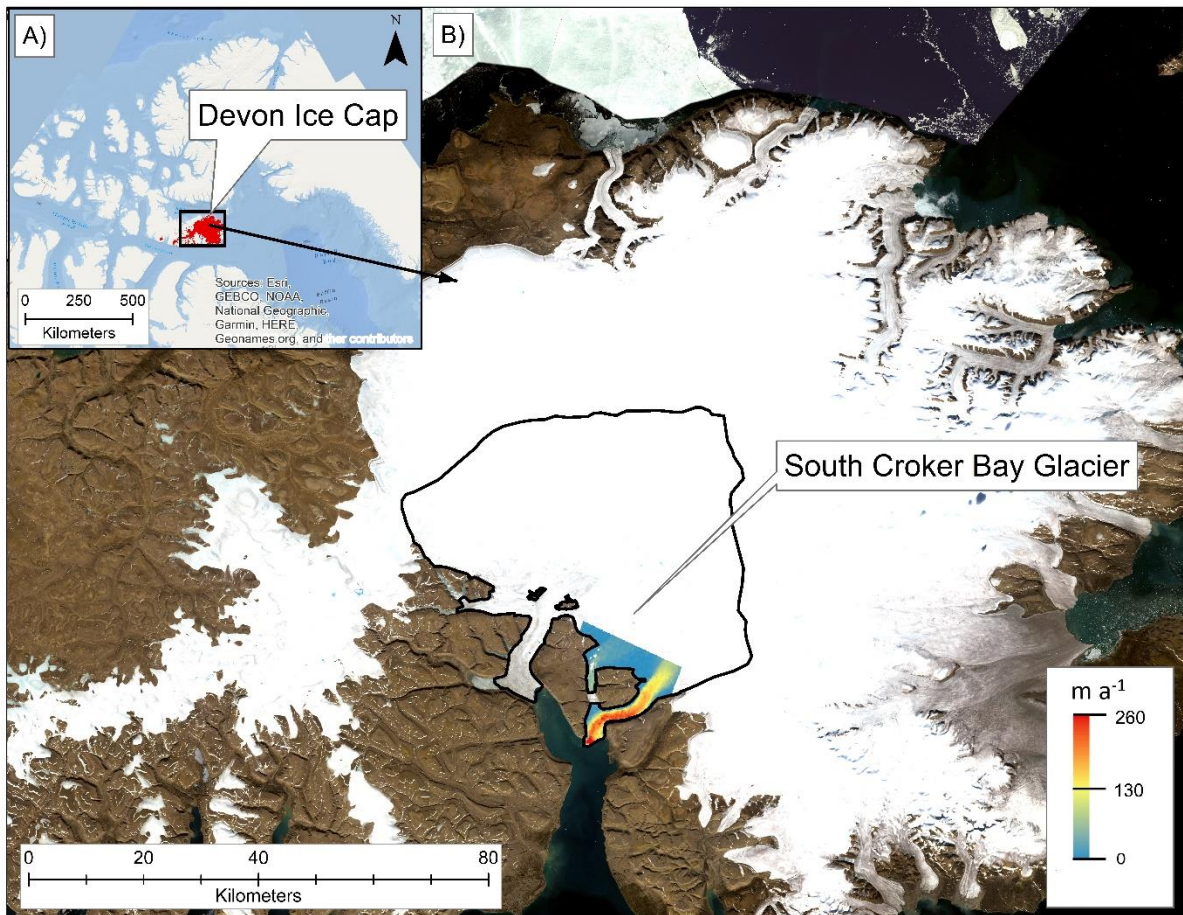 A)
N
Devon Ice Cap
0 250 500
Kilometers
Sources: Esri,
GEBCO, NOAA,
National Geographic,
Garmin, HERE,
Geonames.org, and other contributors
B)
South Croker Bay Glacier
m a⁻¹
260
130
0
0 20 40 80
Kilometers